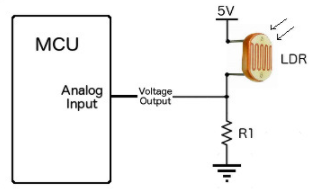 5V
MCU
LDR
Analog
Input
Voltage
Output
R1